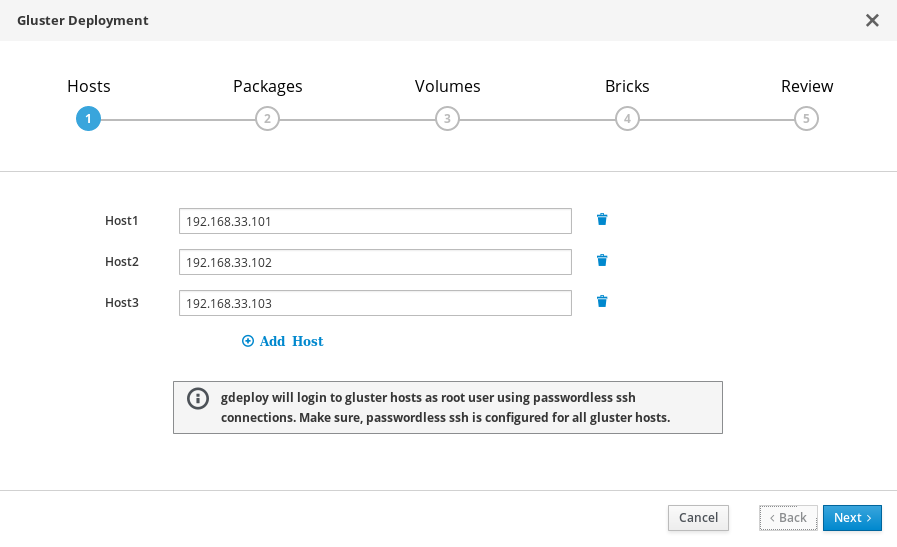 Gluster Deployment
Hosts Packages Volumes Bricks Review
1 2 3 4 5
Host1 192.168.33.101
Host2 192.168.33.102
Host3 192.168.33.103
Add Host
gdeploy will login to gluster hosts as root user using passwordless ssh
connections. Make sure, passwordless ssh is configured for all gluster hosts.
Cancel < Back Next >